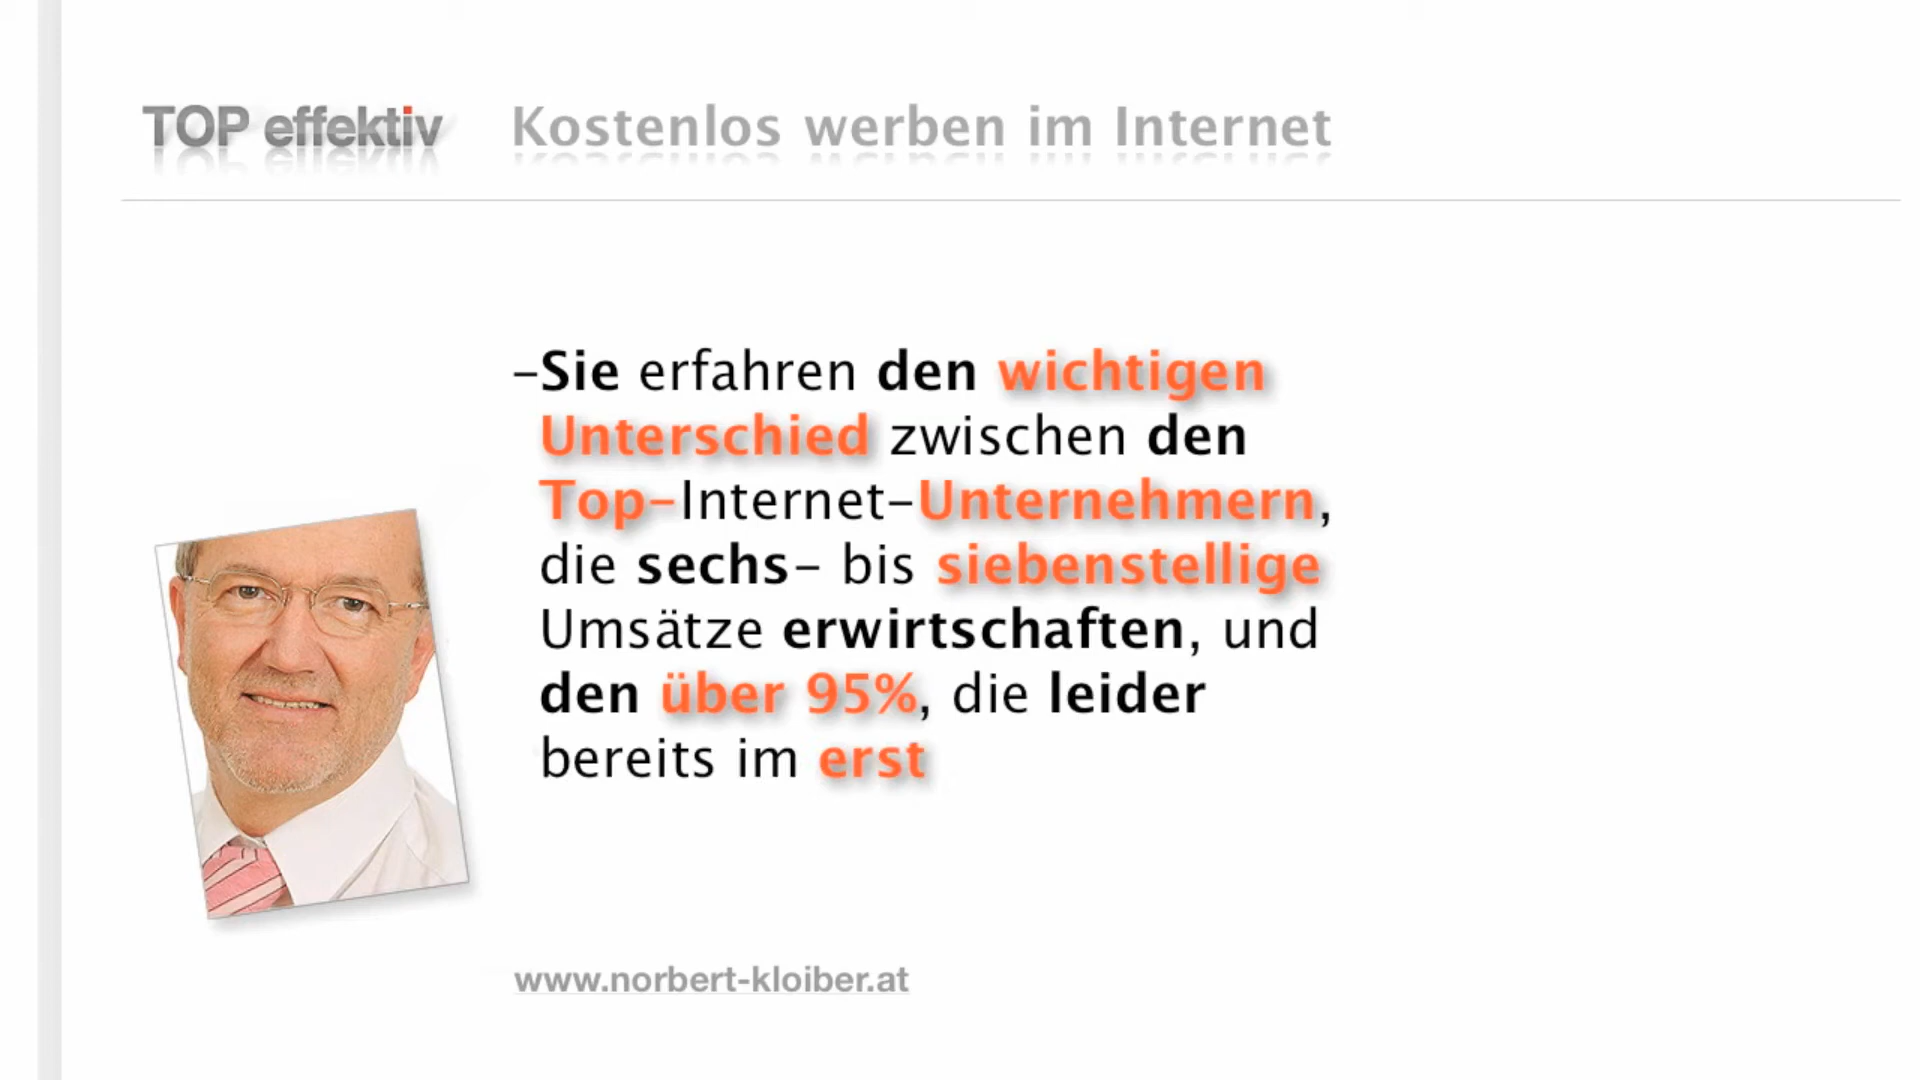 TOP effektiv Kostenlos werben im Internet
–Sie erfahren den wichtigen
Unterschied zwischen den
Top–Internet–Unternehmern,
die sechs– bis siebenstellige
Umsätze erwirtschaften, und
den über 95%, die leider
bereits im erst
www.norbert-kloiber.at